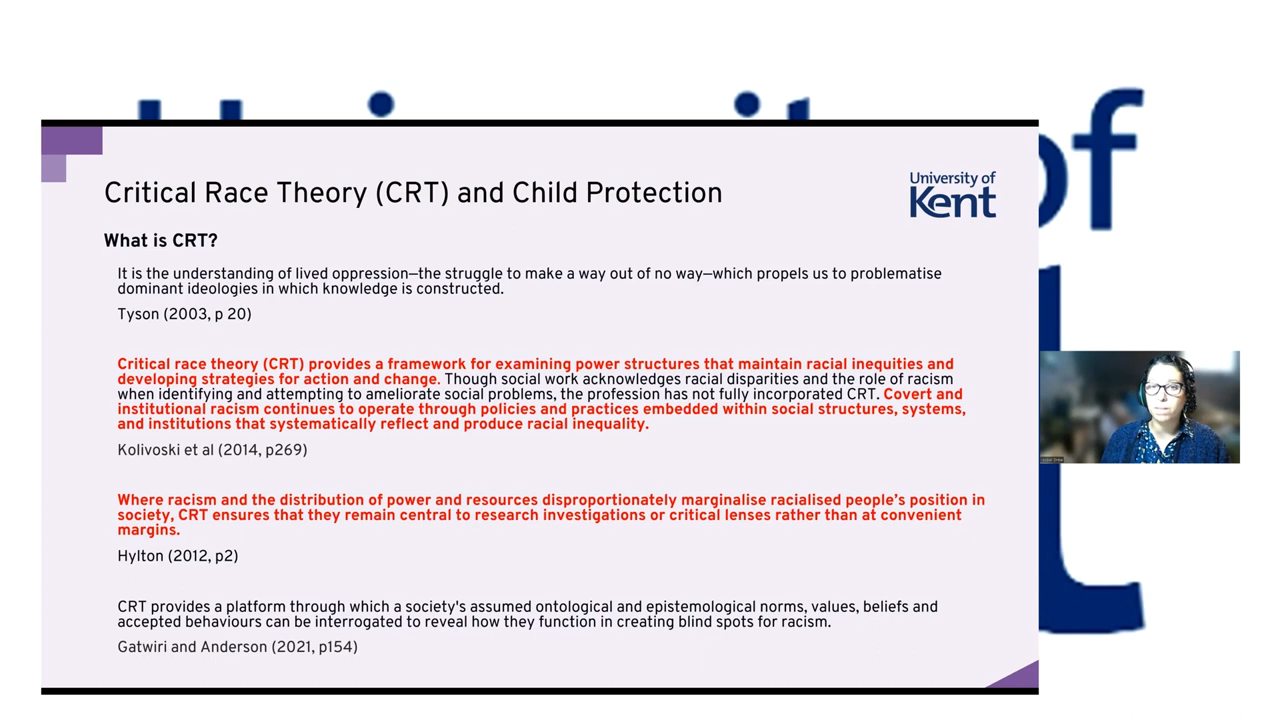 Critical Race Theory (CRT) and Child Protection
University of
Kent
What is CRT?
It is the understanding of lived oppression—the struggle to make a way out of no way—which propels us to problematise
dominant ideologies in which knowledge is constructed.
Tyson (2003, p 20)
Critical race theory (CRT) provides a framework for examining power structures that maintain racial inequities and
developing strategies for action and change. Though social work acknowledges racial disparities and the role of racism
when identifying and attempting to ameliorate social problems, the profession has not fully incorporated CRT. Covert and
institutional racism continues to operate through policies and practices embedded within social structures, systems,
and institutions that systematically reflect and produce racial inequality.
Kolivoski et al (2014, p269)
Where racism and the distribution of power and resources disproportionately marginalise racialised people's position in
society, CRT ensures that they remain central to research investigations or critical lenses rather than at convenient
margins.
Hylton (2012, p2)
CRT provides a platform through which a society's assumed ontological and epistemological norms, values, beliefs and
accepted behaviours can be interrogated to reveal how they function in creating blind spots for racism.
Gatwiri and Anderson (2021, p154)
of